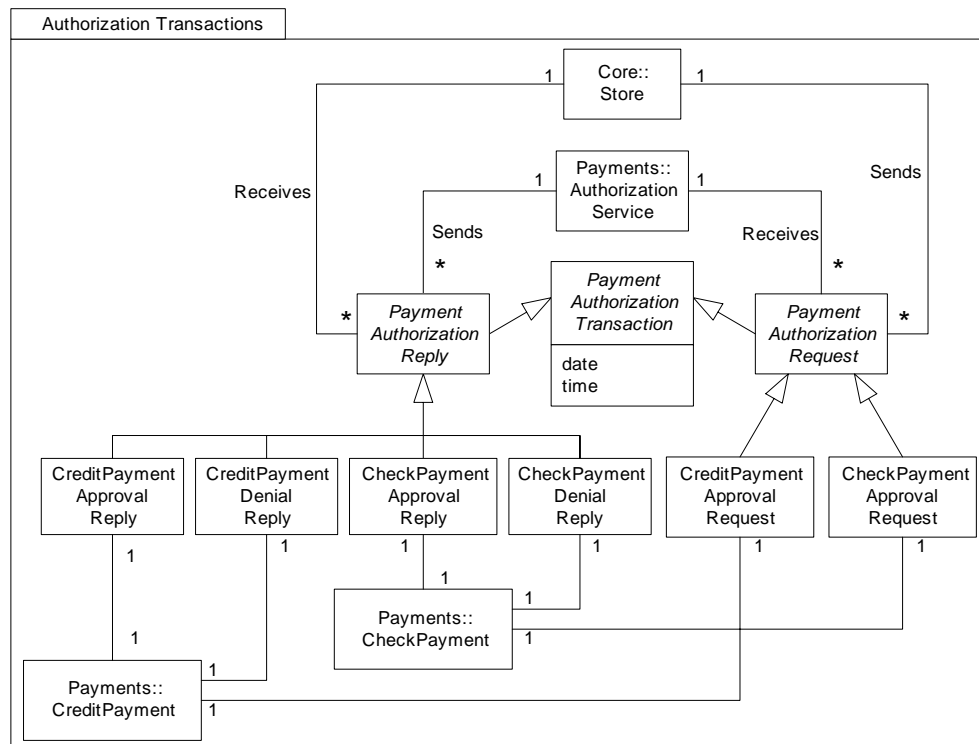 Authorization Transactions
1
Core::
Store
1
Receives
1
Payments::
Authorization
Service
1
Sends
Sends
Receives
*
*
Payment
Authorization
Transaction
date
time
*
Payment
Authorization
Reply
Payment
Authorization
Request
*
CreditPayment
Approval
Reply
CreditPayment
Denial
Reply
CheckPayment
Approval
Reply
CheckPayment
Denial
Reply
CreditPayment
Approval
Request
CheckPayment
Approval
Request
1
1
1
1
1
1
1
1
1
1
Payments::
CheckPayment
1
1
1
Payments::
CreditPayment